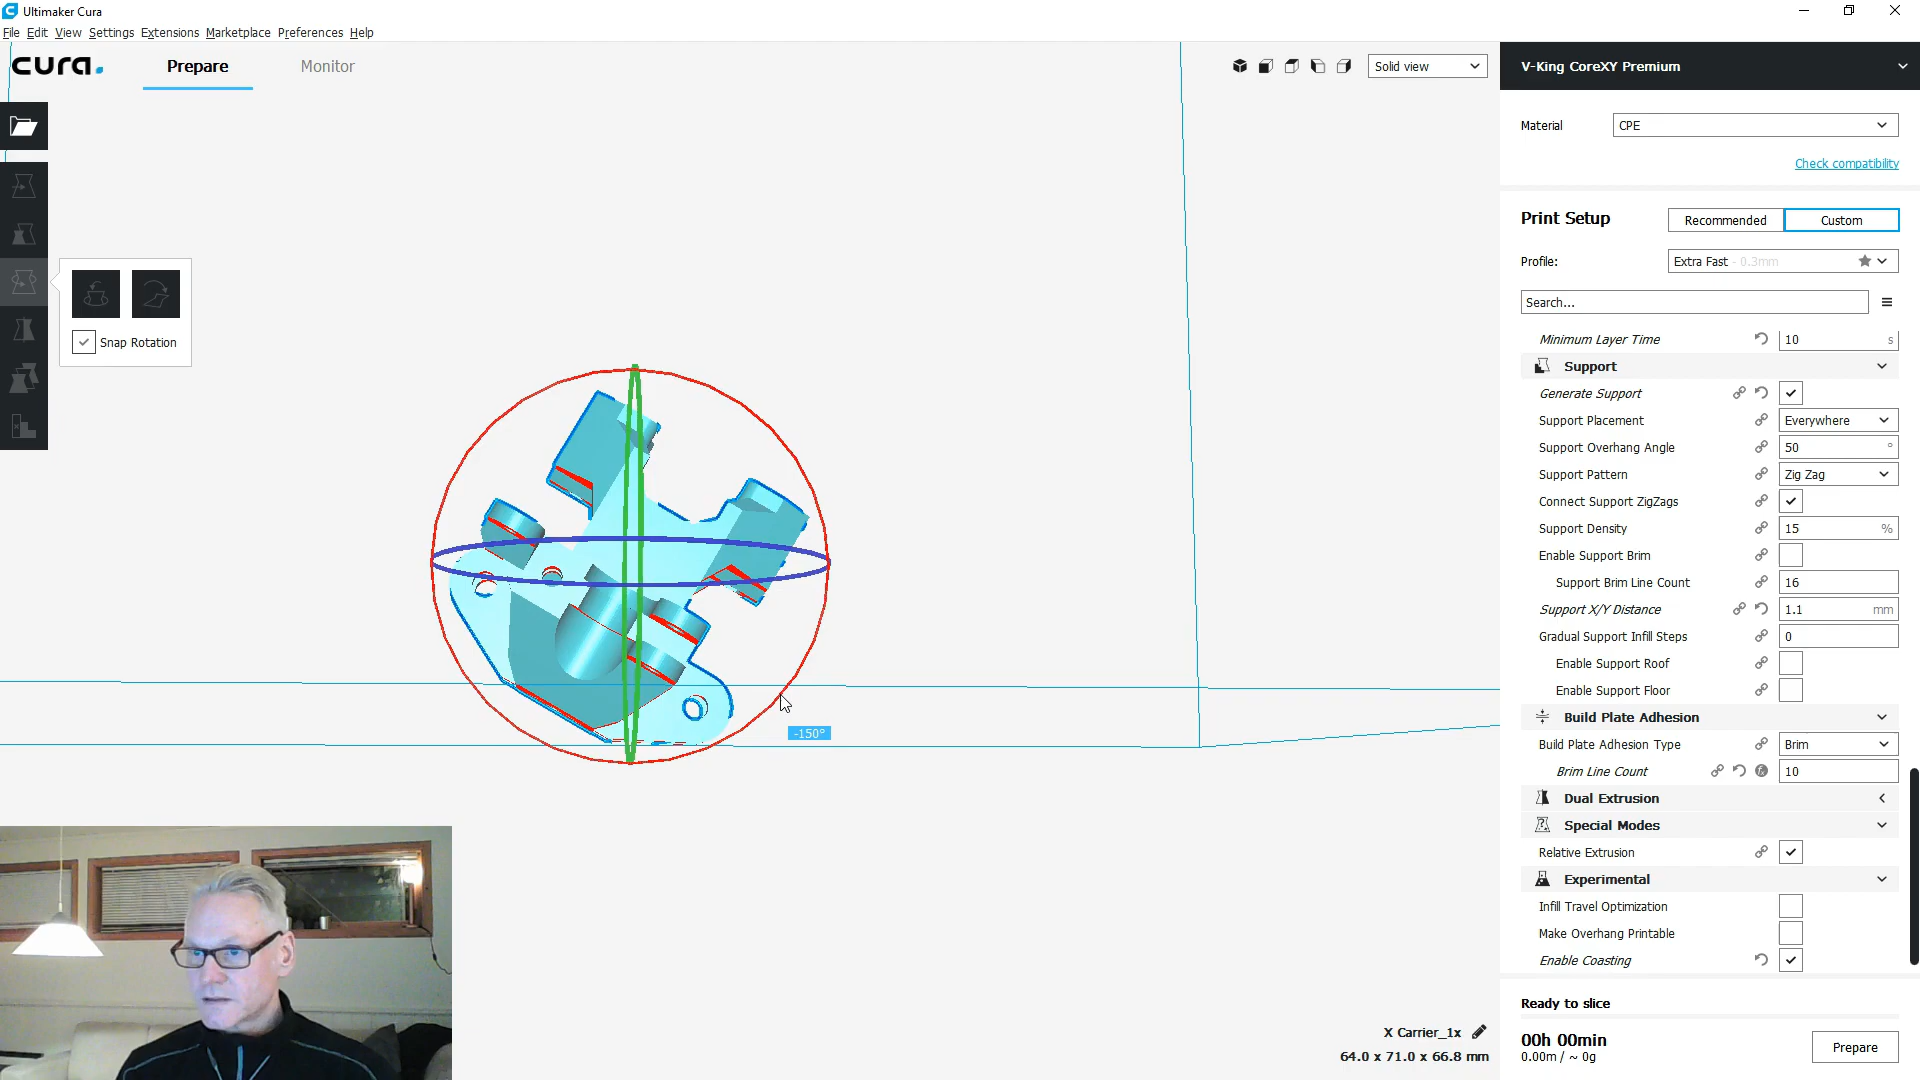 Ultimaker Cura
File Edit View Settings Extensions Marketplace Preferences Help
cura.
Prepare
Monitor
Solid view
V-King CoreXY Premium
Material
CPE
Check compatibility
Print Setup
Recommended
Custom
Profile:
Extra Fast - 0.3mm
Search...
Snap Rotation
Minimum Layer Time 10 s
Support
Generate Support
Support Placement Everywhere
Support Overhang Angle 50 °
Support Pattern Zig Zag
Connect Support ZigZags
Support Density 15 %
Enable Support Brim
Support Brim Line Count 16
Support X/Y Distance 1.1 mm
Gradual Support Infill Steps 0
Enable Support Roof
Enable Support Floor
Build Plate Adhesion
Build Plate Adhesion Type Brim
Brim Line Count 10
Dual Extrusion
Special Modes
Relative Extrusion
Experimental
Infill Travel Optimization
Make Overhang Printable
Enable Coasting
-150°
Ready to slice
00h 00min
0.00m / ~ 0g
Prepare
X Carrier_1x
64.0 x 71.0 x 66.8 mm